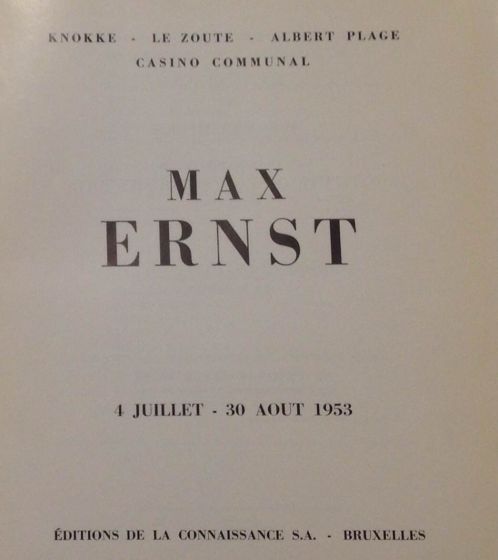 KNOKKE - LE ZOUTE - ALBERT PLAGE
CASINO COMMUNAL
MAX
ERNST
4 JUILLET - 30 AOUT 1953
ÉDITIONS DE LA CONNAISSANCE S.A. - BRUXELLES